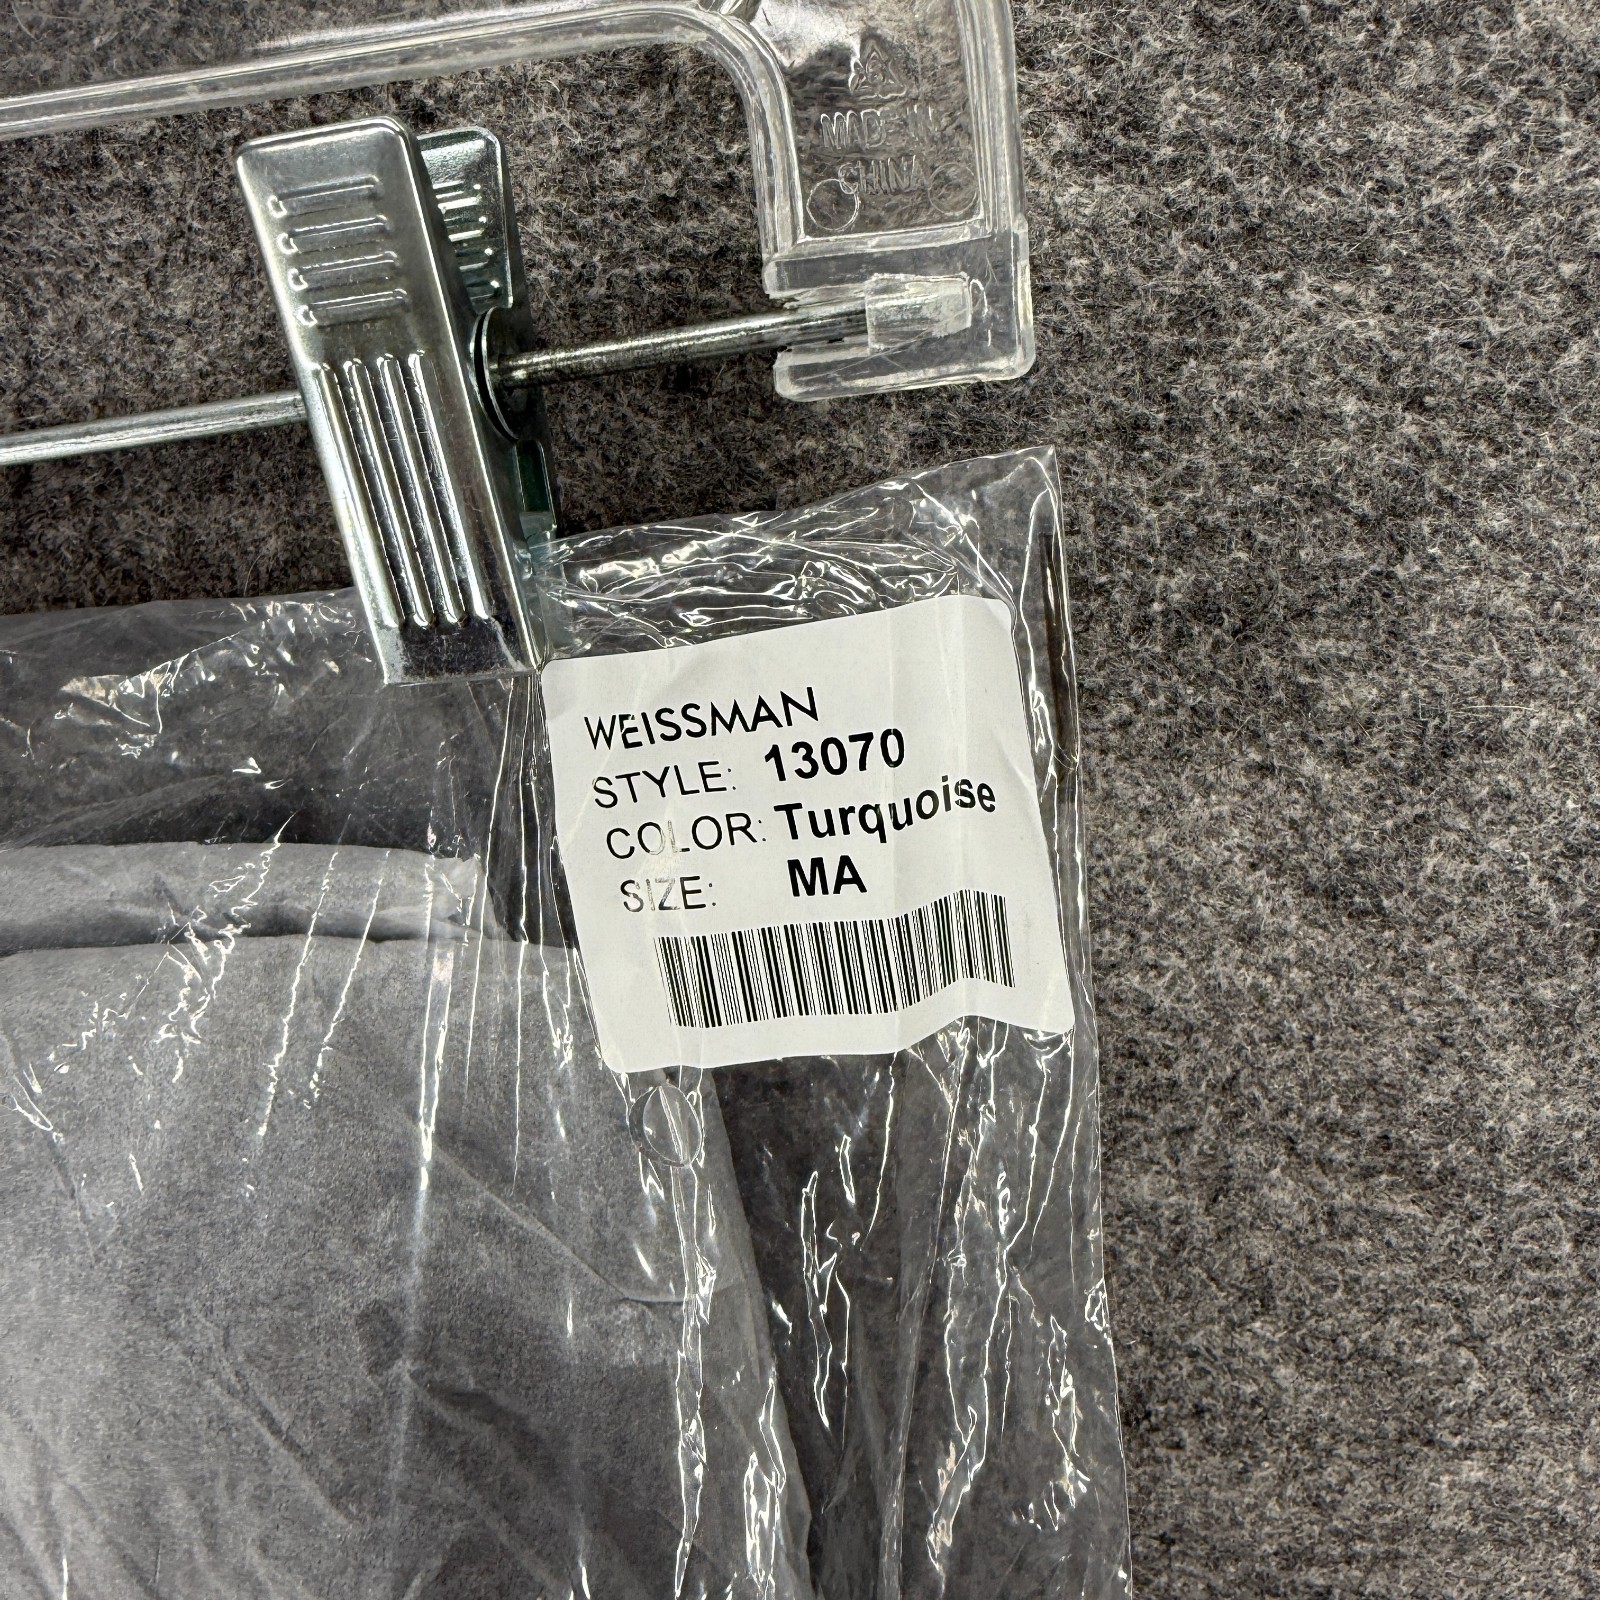 MADE IN
CHINA
WEISSMAN
STYLE: 13070
COLOR: Turquoise
SIZE: MA